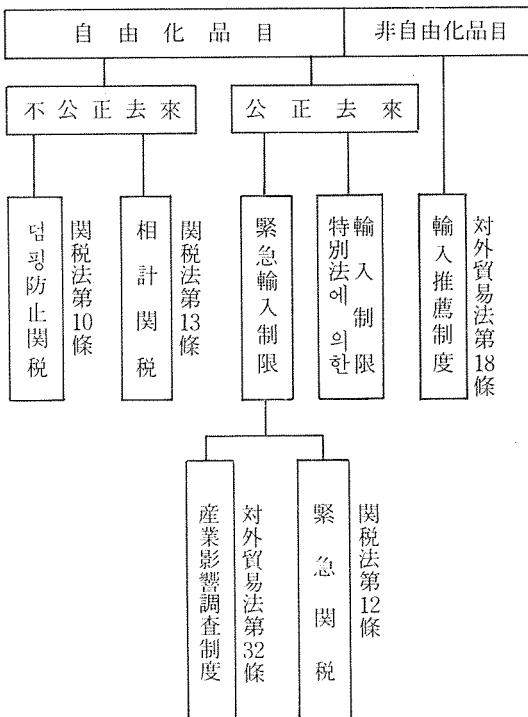 自由化品目
非自由化品目
不公正去來
公正去來
덤핑防止関税
関税法第10條
相計関税
関税法第13條
緊急輸入制限
特別法에 의한
輸入制限
輸入推薦制度
対外貿易法第18條
産業影響調査制度
対外貿易法第32條
緊急関税
関税法第12條